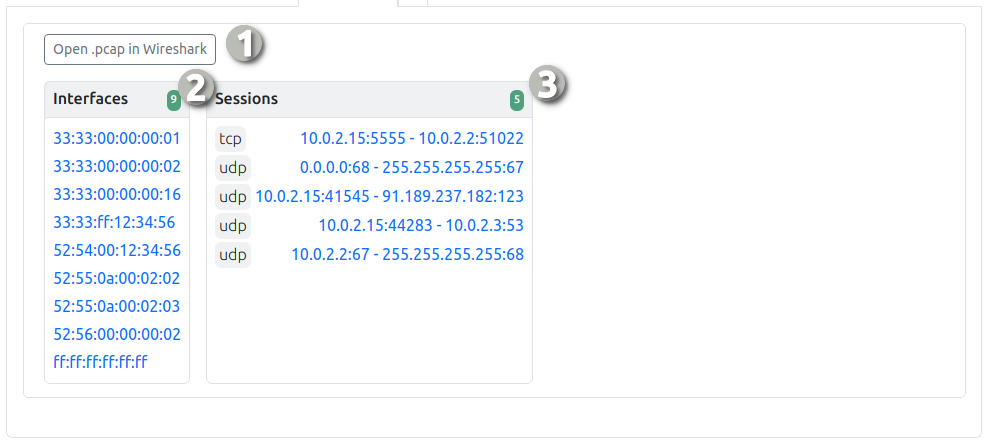 Open .pcap in Wireshark 1
Interfaces 9 2
33:33:00:00:00:01
33:33:00:00:00:02
33:33:00:00:00:16
33:33:ff:12:34:56
52:54:00:12:34:56
52:55:0a:00:02:02
52:55:0a:00:02:03
52:56:00:00:00:02
ff:ff:ff:ff:ff:ff
Sessions 5 3
tcp 10.0.2.15:5555 - 10.0.2.2:51022
udp 0.0.0.0:68 - 255.255.255.255:67
udp 10.0.2.15:41545 - 91.189.237.182:123
udp 10.0.2.15:44283 - 10.0.2.3:53
udp 10.0.2.2:67 - 255.255.255.255:68